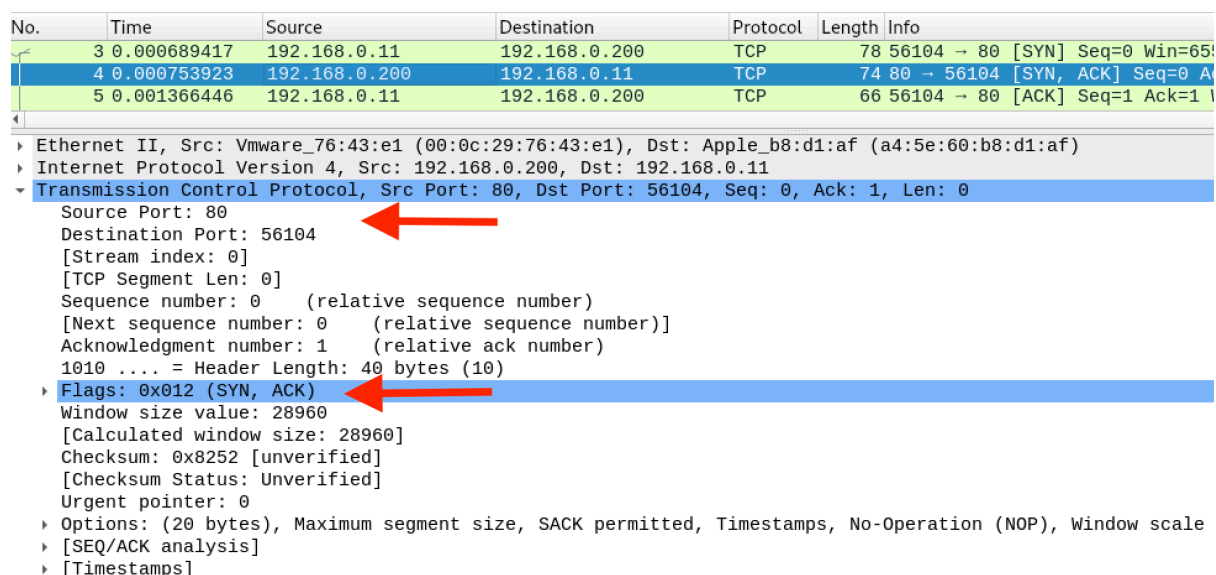 No. Time Source Destination Protocol Length Info
3 0.000689417 192.168.0.11 192.168.0.200 TCP 78 56104 → 80 [SYN] Seq=0 Win=65
4 0.000753923 192.168.0.200 192.168.0.11 TCP 74 80 → 56104 [SYN, ACK] Seq=0
5 0.001366446 192.168.0.11 192.168.0.200 TCP 66 56104 → 80 [ACK] Seq=1 Ack=1
Ethernet II, Src: Vmware_76:43:e1 (00:0c:29:76:43:e1), Dst: Apple_b8:d1:af (a4:5e:60:b8:d1:af)
Internet Protocol Version 4, Src: 192.168.0.200, Dst: 192.168.0.11
Transmission Control Protocol, Src Port: 80, Dst Port: 56104, Seq: 0, Ack: 1, Len: 0
Source Port: 80
Destination Port: 56104
[Stream index: 0]
[TCP Segment Len: 0]
Sequence number: 0 (relative sequence number)
[Next sequence number: 0 (relative sequence number)]
Acknowledgment number: 1 (relative ack number)
1010 .... = Header Length: 40 bytes (10)
Flags: 0x012 (SYN, ACK)
Window size value: 28960
[Calculated window size: 28960]
Checksum: 0x8252 [unverified]
[Checksum Status: Unverified]
Urgent pointer: 0
Options: (20 bytes), Maximum segment size, SACK permitted, Timestamps, No-Operation (NOP), Window scale
[SEQ/ACK analysis]
[Timestamps]